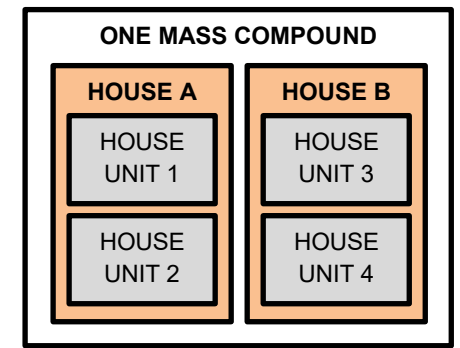 ONE MASS COMPOUND
HOUSE A
HOUSE
UNIT 1
HOUSE
UNIT 2
HOUSE B
HOUSE
UNIT 3
HOUSE
UNIT 4